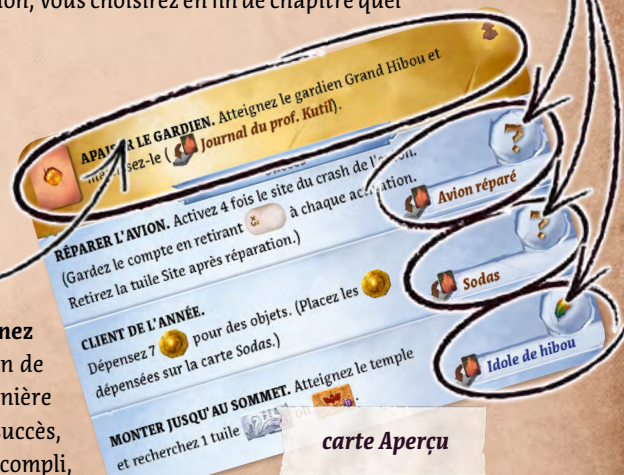 ion, vous choisirez en fin de chapitre quel
APAISER LE GARDIEN. Atteignez le gardien Grand Hibou et
maîtrisez-le ( Journal du prof. Kutil).
RÉPARER L'AVION. Activez 4 fois le site du crash de l'avion.
(Gardez le compte en retirant à chaque activation.
Retirez la tuile Site après réparation.)
?
Avion réparé
CLIENT DE L'ANNÉE.
Dépensez 7 pour des objets. (Placez les
dépensées sur la carte Sodas.)
?
Sodas
MONTER JUSQU'AU SOMMET. Atteignez le temple
et recherchez 1 tuile ou .
Idole de hibou
nez
n de
nière
succès,
compli,
carte Aperçu